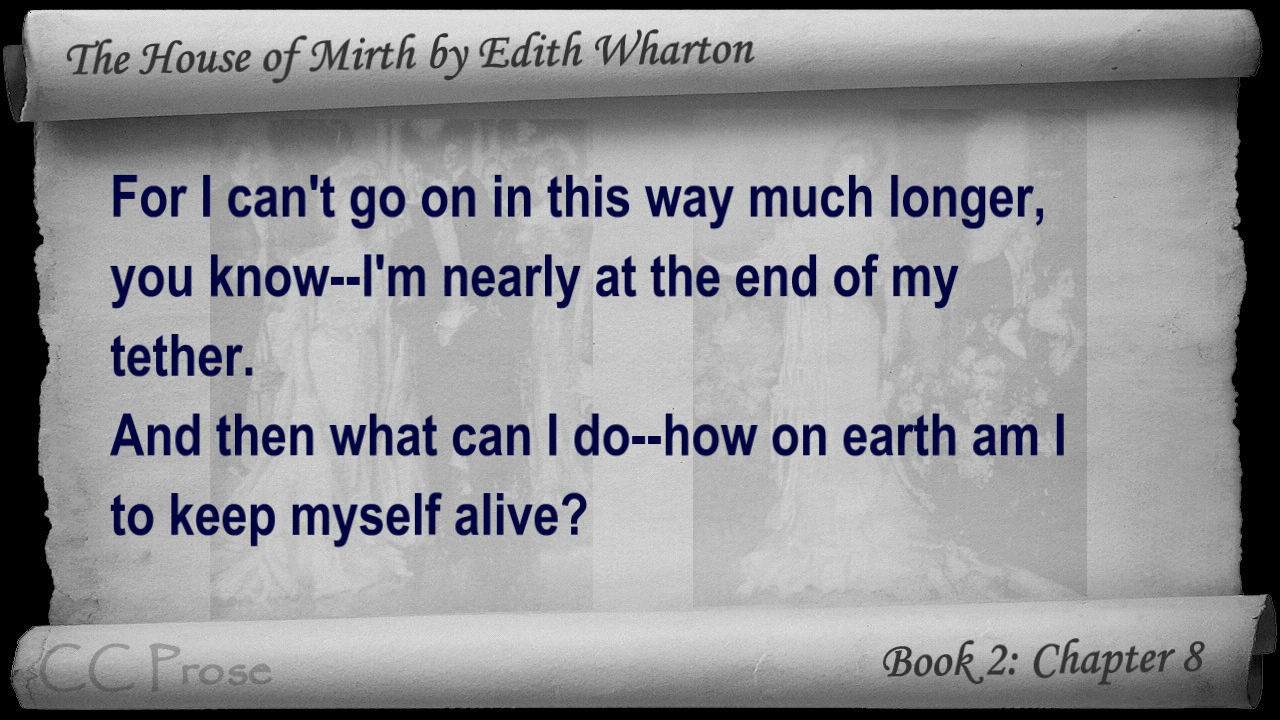 The House of Mirth by Edith Wharton
For I can't go on in this way much longer,
you know--I'm nearly at the end of my
tether.
And then what can I do--how on earth am I
to keep myself alive?
CC Prose
Book 2: Chapter 8